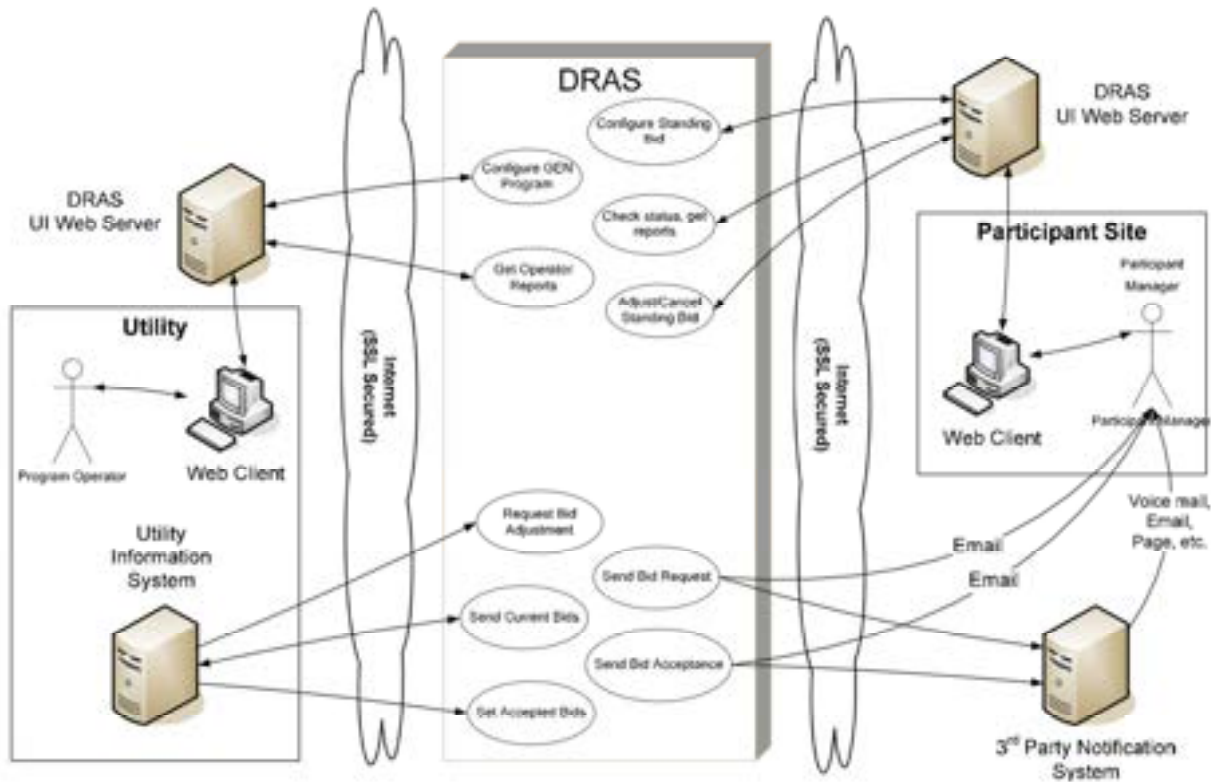 DRAS
Configure Standing
Bid
Configure GEN
Program
Check status, get
reports
Get Operator
Reports
Adjust/Cancel
Standing Bid
DRAS
UI Web Server
DRAS
UI Web Server
Utility
Program Operator
Web Client
Utility
Information
System
Internet
(SSL Secured)
Request Bid
Adjustment
Send Bid Request
Send Current Bids
Send Bid Acceptance
Set Accepted Bids
Internet
(SSL Secured)
Participant Site
Participant
Manager
Web Client
Participant Manager
Email
Email
Voice mail,
Email,
Page, etc.
3rd Party Notification
System